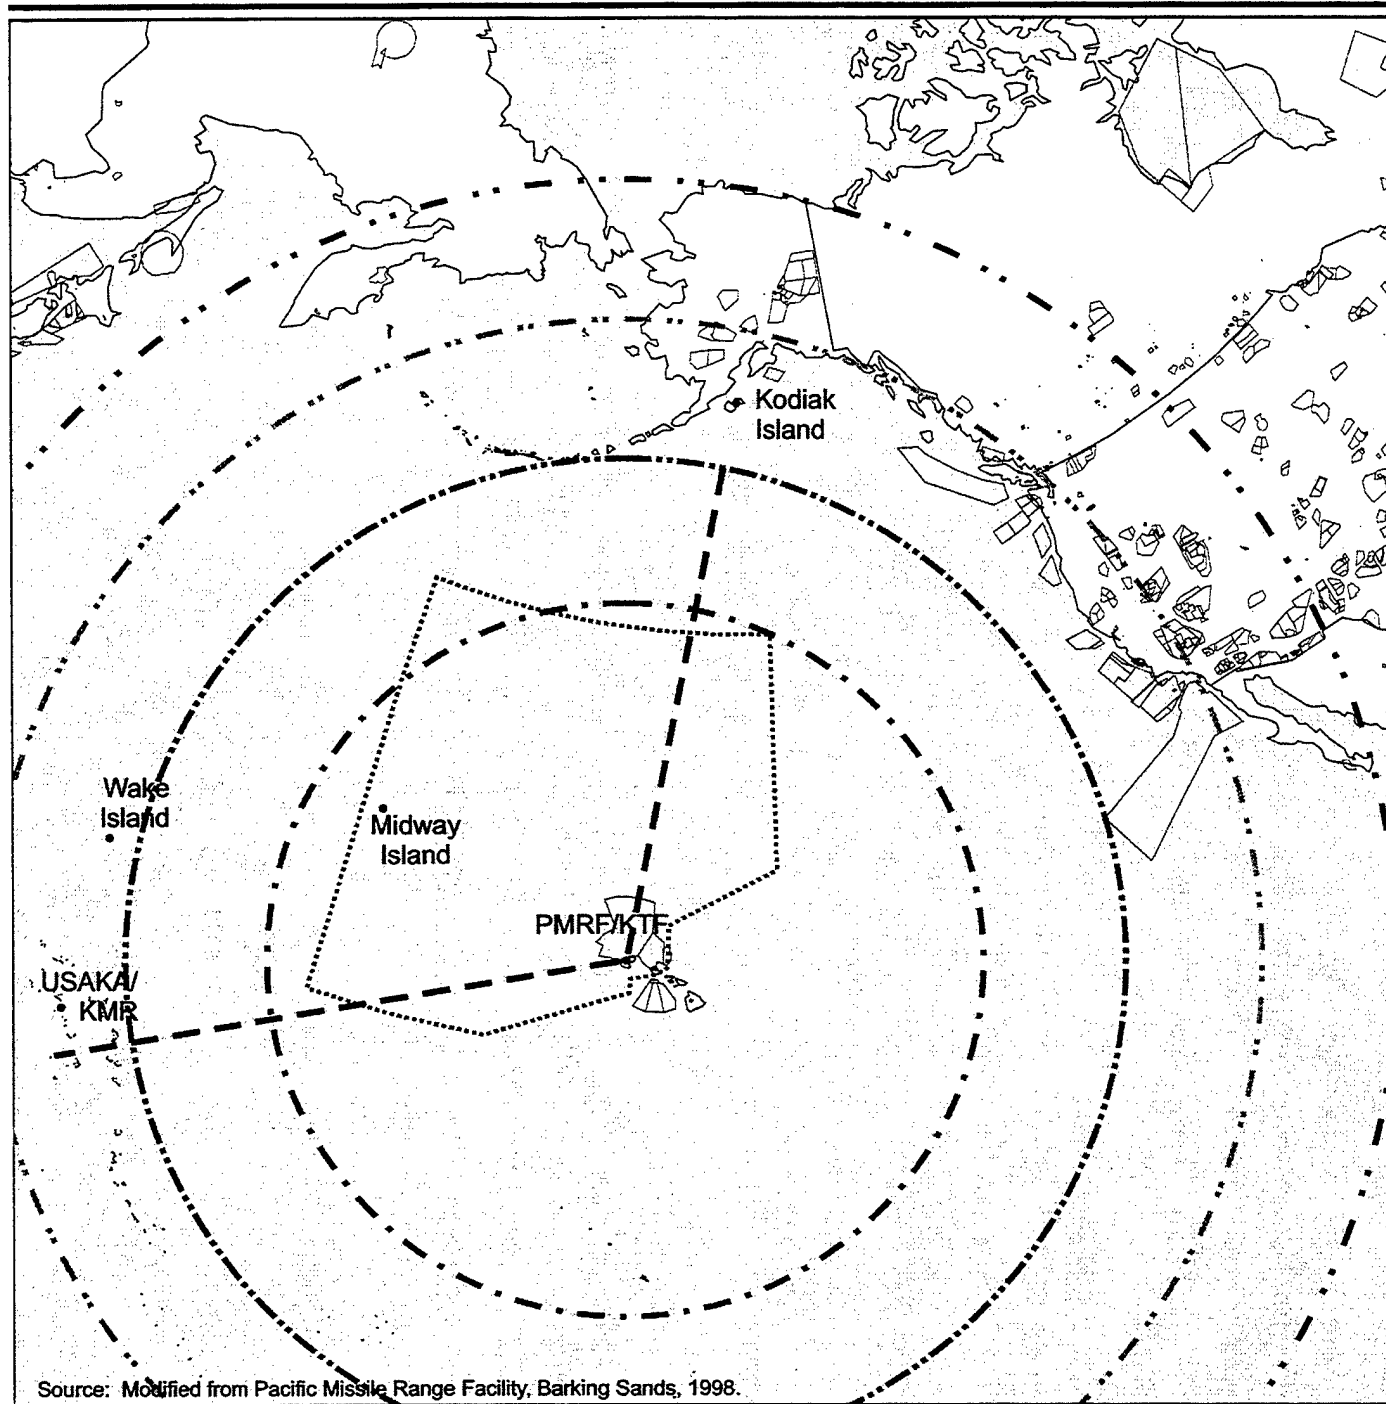 Kodiak
Island
Wake
Island
Midway
Island
PMRF/KTF
USAKA/
KMR
Source: Modified from Pacific Missile Range Facility, Barking Sands, 1998.